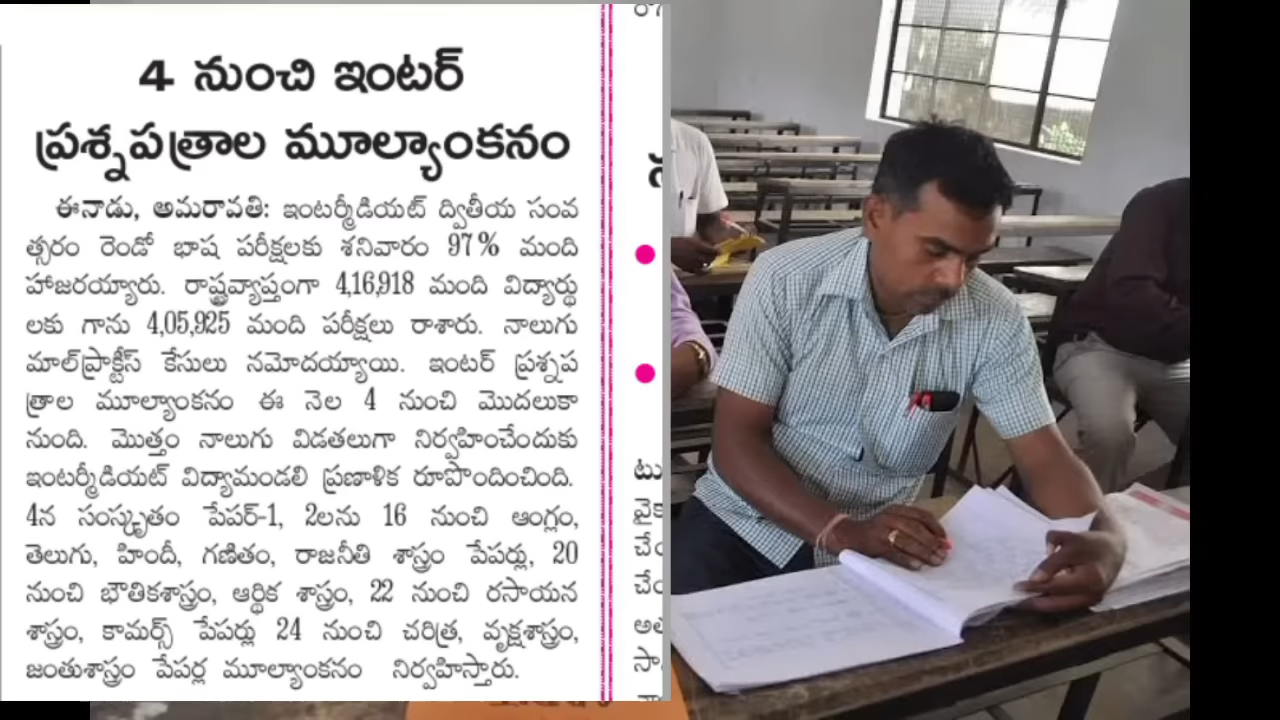 4 నుంచి ఇంటర్
ప్రశ్నపత్రాల మూల్యాంకనం
ఈనాడు, అమరావతి: ఇంటర్మీడియట్ ద్వితీయ సంవ
త్సరం రెండో భాష పరీక్షలకు శనివారం 97% మంది
హాజరయ్యారు. రాష్ట్రవ్యాప్తంగా 4,16,918 మంది విద్యార్థు
లకు గాను 4,05,925 మంది పరీక్షలు రాశారు. నాలుగు
మాల్‌ప్రాక్టీస్ కేసులు నమోదయ్యాయి. ఇంటర్ ప్రశ్నప
త్రాల మూల్యాంకనం ఈ నెల 4 నుంచి మొదలుకా
నుంది. మొత్తం నాలుగు విడతలుగా నిర్వహించేందుకు
ఇంటర్మీడియట్ విద్యామండలి ప్రణాళిక రూపొందించింది.
4న సంస్కృతం పేపర్-1, 2లను 16 నుంచి ఆంగ్లం,
తెలుగు, హిందీ, గణితం, రాజనీతి శాస్త్రం పేపర్లు, 20
నుంచి భౌతికశాస్త్రం, ఆర్థిక శాస్త్రం, 22 నుంచి రసాయన
శాస్త్రం, కామర్స్ పేపర్లు 24 నుంచి చరిత్ర, వృక్షశాస్త్రం,
జంతుశాస్త్రం పేపర్ల మూల్యాంకనం నిర్వహిస్తారు.